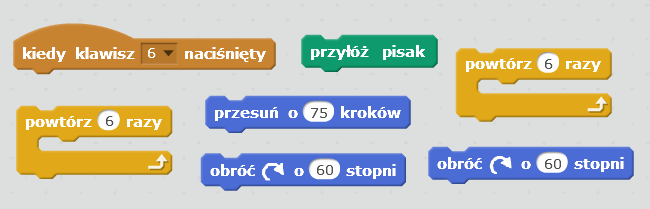 kiedy klawisz 6 naciśnięty
przyłóż pisak
powtórz 6 razy
powtórz 6 razy
przesuń o 75 kroków
obróć o 60 stopni
obróć o 60 stopni